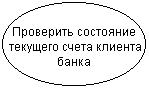 Проверить состояние
текущего счета клиента
банка